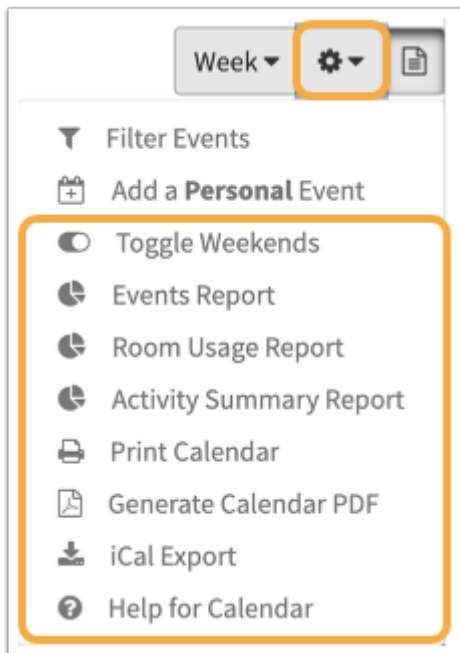 Week
Filter Events
Add a Personal Event
Toggle Weekends
Events Report
Room Usage Report
Activity Summary Report
Print Calendar
Generate Calendar PDF
iCal Export
Help for Calendar